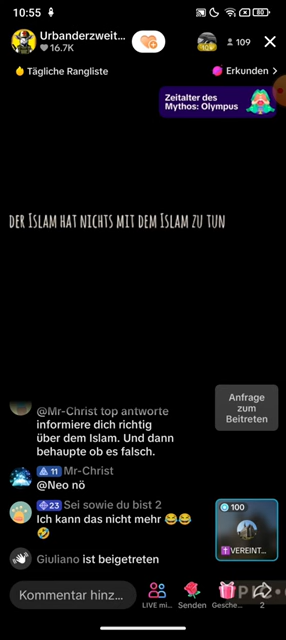 10:55
80
Urbanderzweit...
16.7K
109
Tägliche Rangliste
Erkunden
Zeitalter des
Mythos: Olympus
DER ISLAM HAT NICHTS MIT DEM ISLAM ZU TUN
Anfrage
zum
Beitreten
@Mr-Christ top antworte
informiere dich richtig
über dem Islam. Und dann
behaupte ob es falsch.
11 Mr-Christ
@Neo nö
23 Sei sowie du bist 2
Ich kann das nicht mehr 😂😂
🤣
100
✝️VEREINT...
Giuliano ist beigetreten
Kommentar hinz...
LIVE mi...
Senden
Gesche...
2